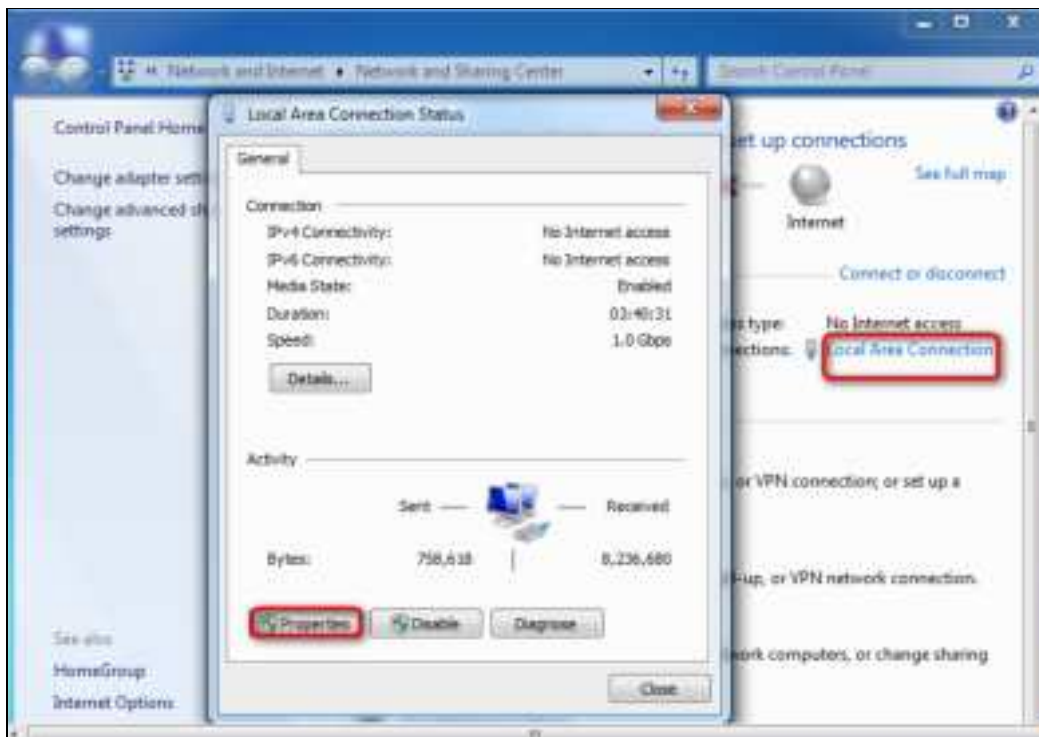 Network and Internet ▸ Network and Sharing Center
Search Control Panel
Control Panel Home
Change adapter sett
Change advanced sh
settings
See also
HomeGroup
Internet Options
Local Area Connection Status
General
Connection
IPv4 Connectivity: No Internet access
IPv6 Connectivity: No Internet access
Media State: Enabled
Duration: 03:40:31
Speed: 1.0 Gbps
Details...
Activity
Sent Received
Bytes: 758,618 8,236,680
Properties Disable Diagnose
Close
et up connections
See full map
Internet
Connect or disconnect
s type: No Internet access
ections: Local Area Connection
or VPN connection; or set up a
-up, or VPN network connection.
work computers, or change sharing